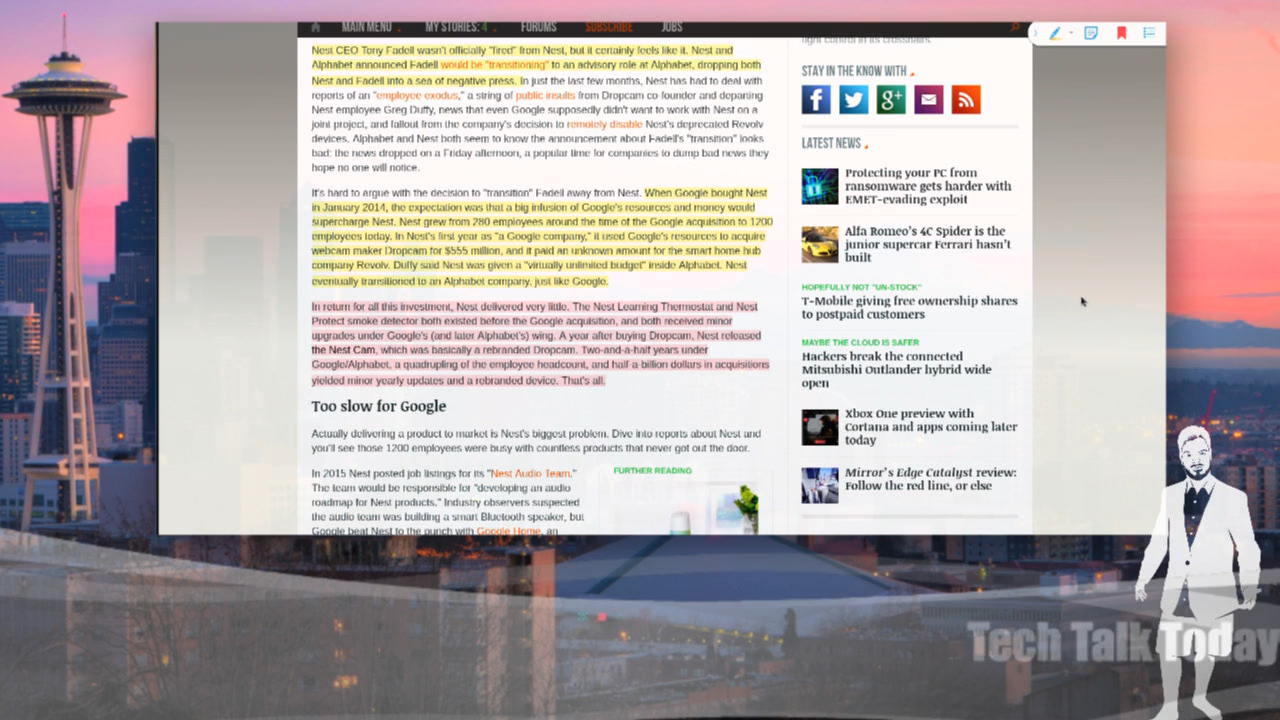 MAIN MENU
MY STORIES: 4
FORUMS
SUBSCRIBE
JOBS
Nest CEO Tony Fadell wasn't officially "fired" from Nest, but it certainly feels like it. Nest and
Alphabet announced Fadell would be "transitioning" to an advisory role at Alphabet, dropping both
Nest and Fadell into a sea of negative press. In just the last few months, Nest has had to deal with
reports of an "employee exodus," a string of public insults from Dropcam co-founder and departing
Nest employee Greg Duffy, news that even Google supposedly didn't want to work with Nest on a
joint project, and fallout from the company's decision to remotely disable Nest's deprecated Revolv
devices. Alphabet and Nest both seem to know the announcement about Fadell's "transition" looks
bad: the news dropped on a Friday afternoon, a popular time for companies to dump bad news they
hope no one will notice.
It's hard to argue with the decision to "transition" Fadell away from Nest. When Google bought Nest
in January 2014, the expectation was that a big infusion of Google's resources and money would
supercharge Nest. Nest grew from 280 employees around the time of the Google acquisition to 1200
employees today. In Nest's first year as "a Google company," it used Google's resources to acquire
webcam maker Dropcam for $555 million, and it paid an unknown amount for the smart home hub
company Revolv. Duffy said Nest was given a "virtually unlimited budget" inside Alphabet. Nest
eventually transitioned to an Alphabet company, just like Google.
In return for all this investment, Nest delivered very little. The Nest Learning Thermostat and Nest
Protect smoke detector both existed before the Google acquisition, and both received minor
upgrades under Google's (and later Alphabet's) wing. A year after buying Dropcam, Nest released
the Nest Cam, which was basically a rebranded Dropcam. Two-and-a-half years under
Google/Alphabet, a quadrupling of the employee headcount, and half-a-billion dollars in acquisitions
yielded minor yearly updates and a rebranded device. That's all.
Too slow for Google
Actually delivering a product to market is Nest's biggest problem. Dive into reports about Nest and
you'll see those 1200 employees were busy with countless products that never got out the door.
In 2015 Nest posted job listings for its "Nest Audio Team."
The team would be responsible for "developing an audio
roadmap for Nest products." Industry observers suspected
the audio team was building a smart Bluetooth speaker, but
Google beat Nest to the punch with Google Home, an
FURTHER READING
light control in its crosshairs.
STAY IN THE KNOW WITH
LATEST NEWS
Protecting your PC from
ransomware gets harder with
EMET-evading exploit
Alfa Romeo's 4C Spider is the
junior supercar Ferrari hasn't
built
HOPEFULLY NOT "UN-STOCK"
T-Mobile giving free ownership shares
to postpaid customers
MAYBE THE CLOUD IS SAFER
Hackers break the connected
Mitsubishi Outlander hybrid wide
open
Xbox One preview with
Cortana and apps coming later
today
Mirror's Edge Catalyst review:
Follow the red line, or else
Tech Talk Today